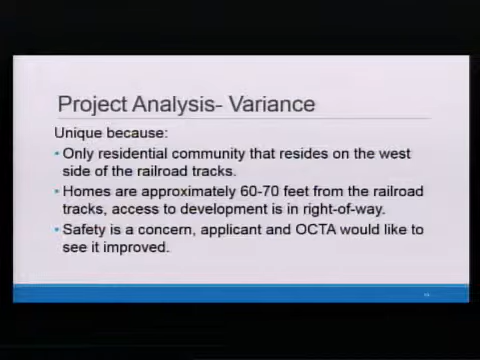 Project Analysis- Variance
Unique because:
• Only residential community that resides on the west
side of the railroad tracks.
• Homes are approximately 60-70 feet from the railroad
tracks, access to development is in right-of-way.
• Safety is a concern, applicant and OCTA would like to
see it improved.